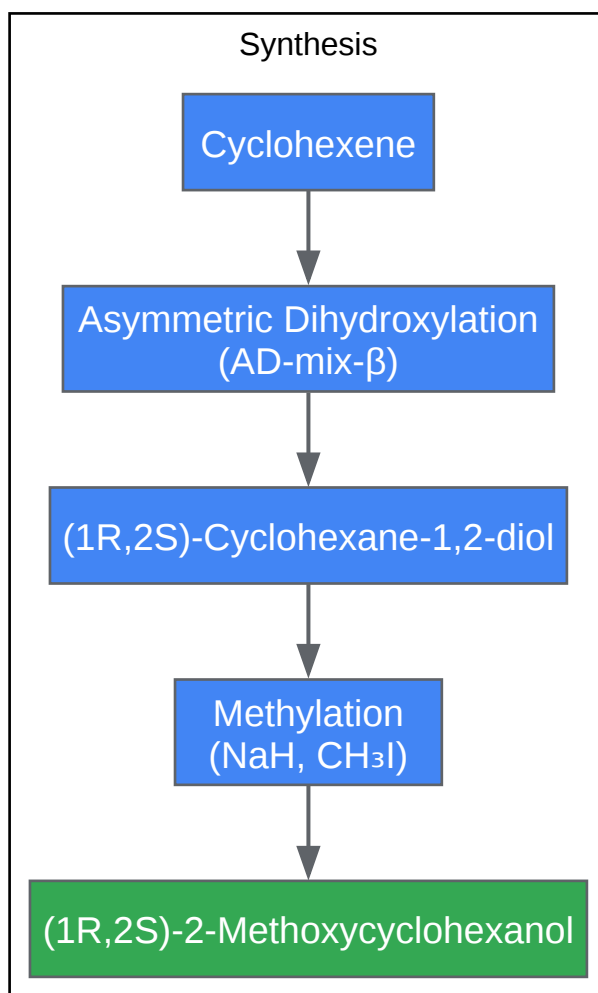 Synthesis
Cyclohexene
Asymmetric Dihydroxylation
(AD-mix-β)
(1R,2S)-Cyclohexane-1,2-diol
Methylation
(NaH, CH₃I)
(1R,2S)-2-Methoxycyclohexanol